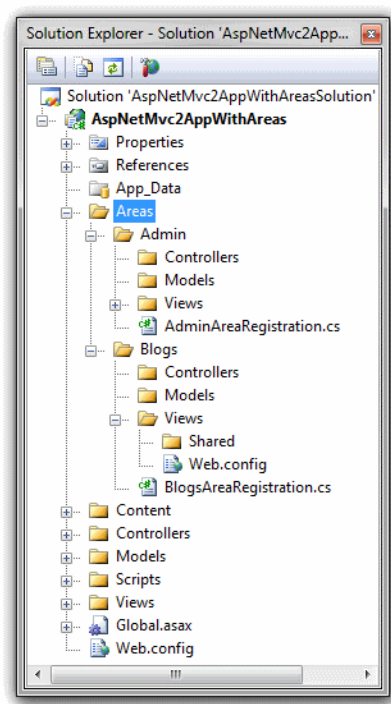 Solution Explorer - Solution 'AspNetMvc2App...
Solution 'AspNetMvc2AppWithAreasSolution'
AspNetMvc2AppWithAreas
Properties
References
App_Data
Areas
Admin
Controllers
Models
Views
AdminAreaRegistration.cs
Blogs
Controllers
Models
Views
Shared
Web.config
BlogsAreaRegistration.cs
Content
Controllers
Models
Scripts
Views
Global.asax
Web.config